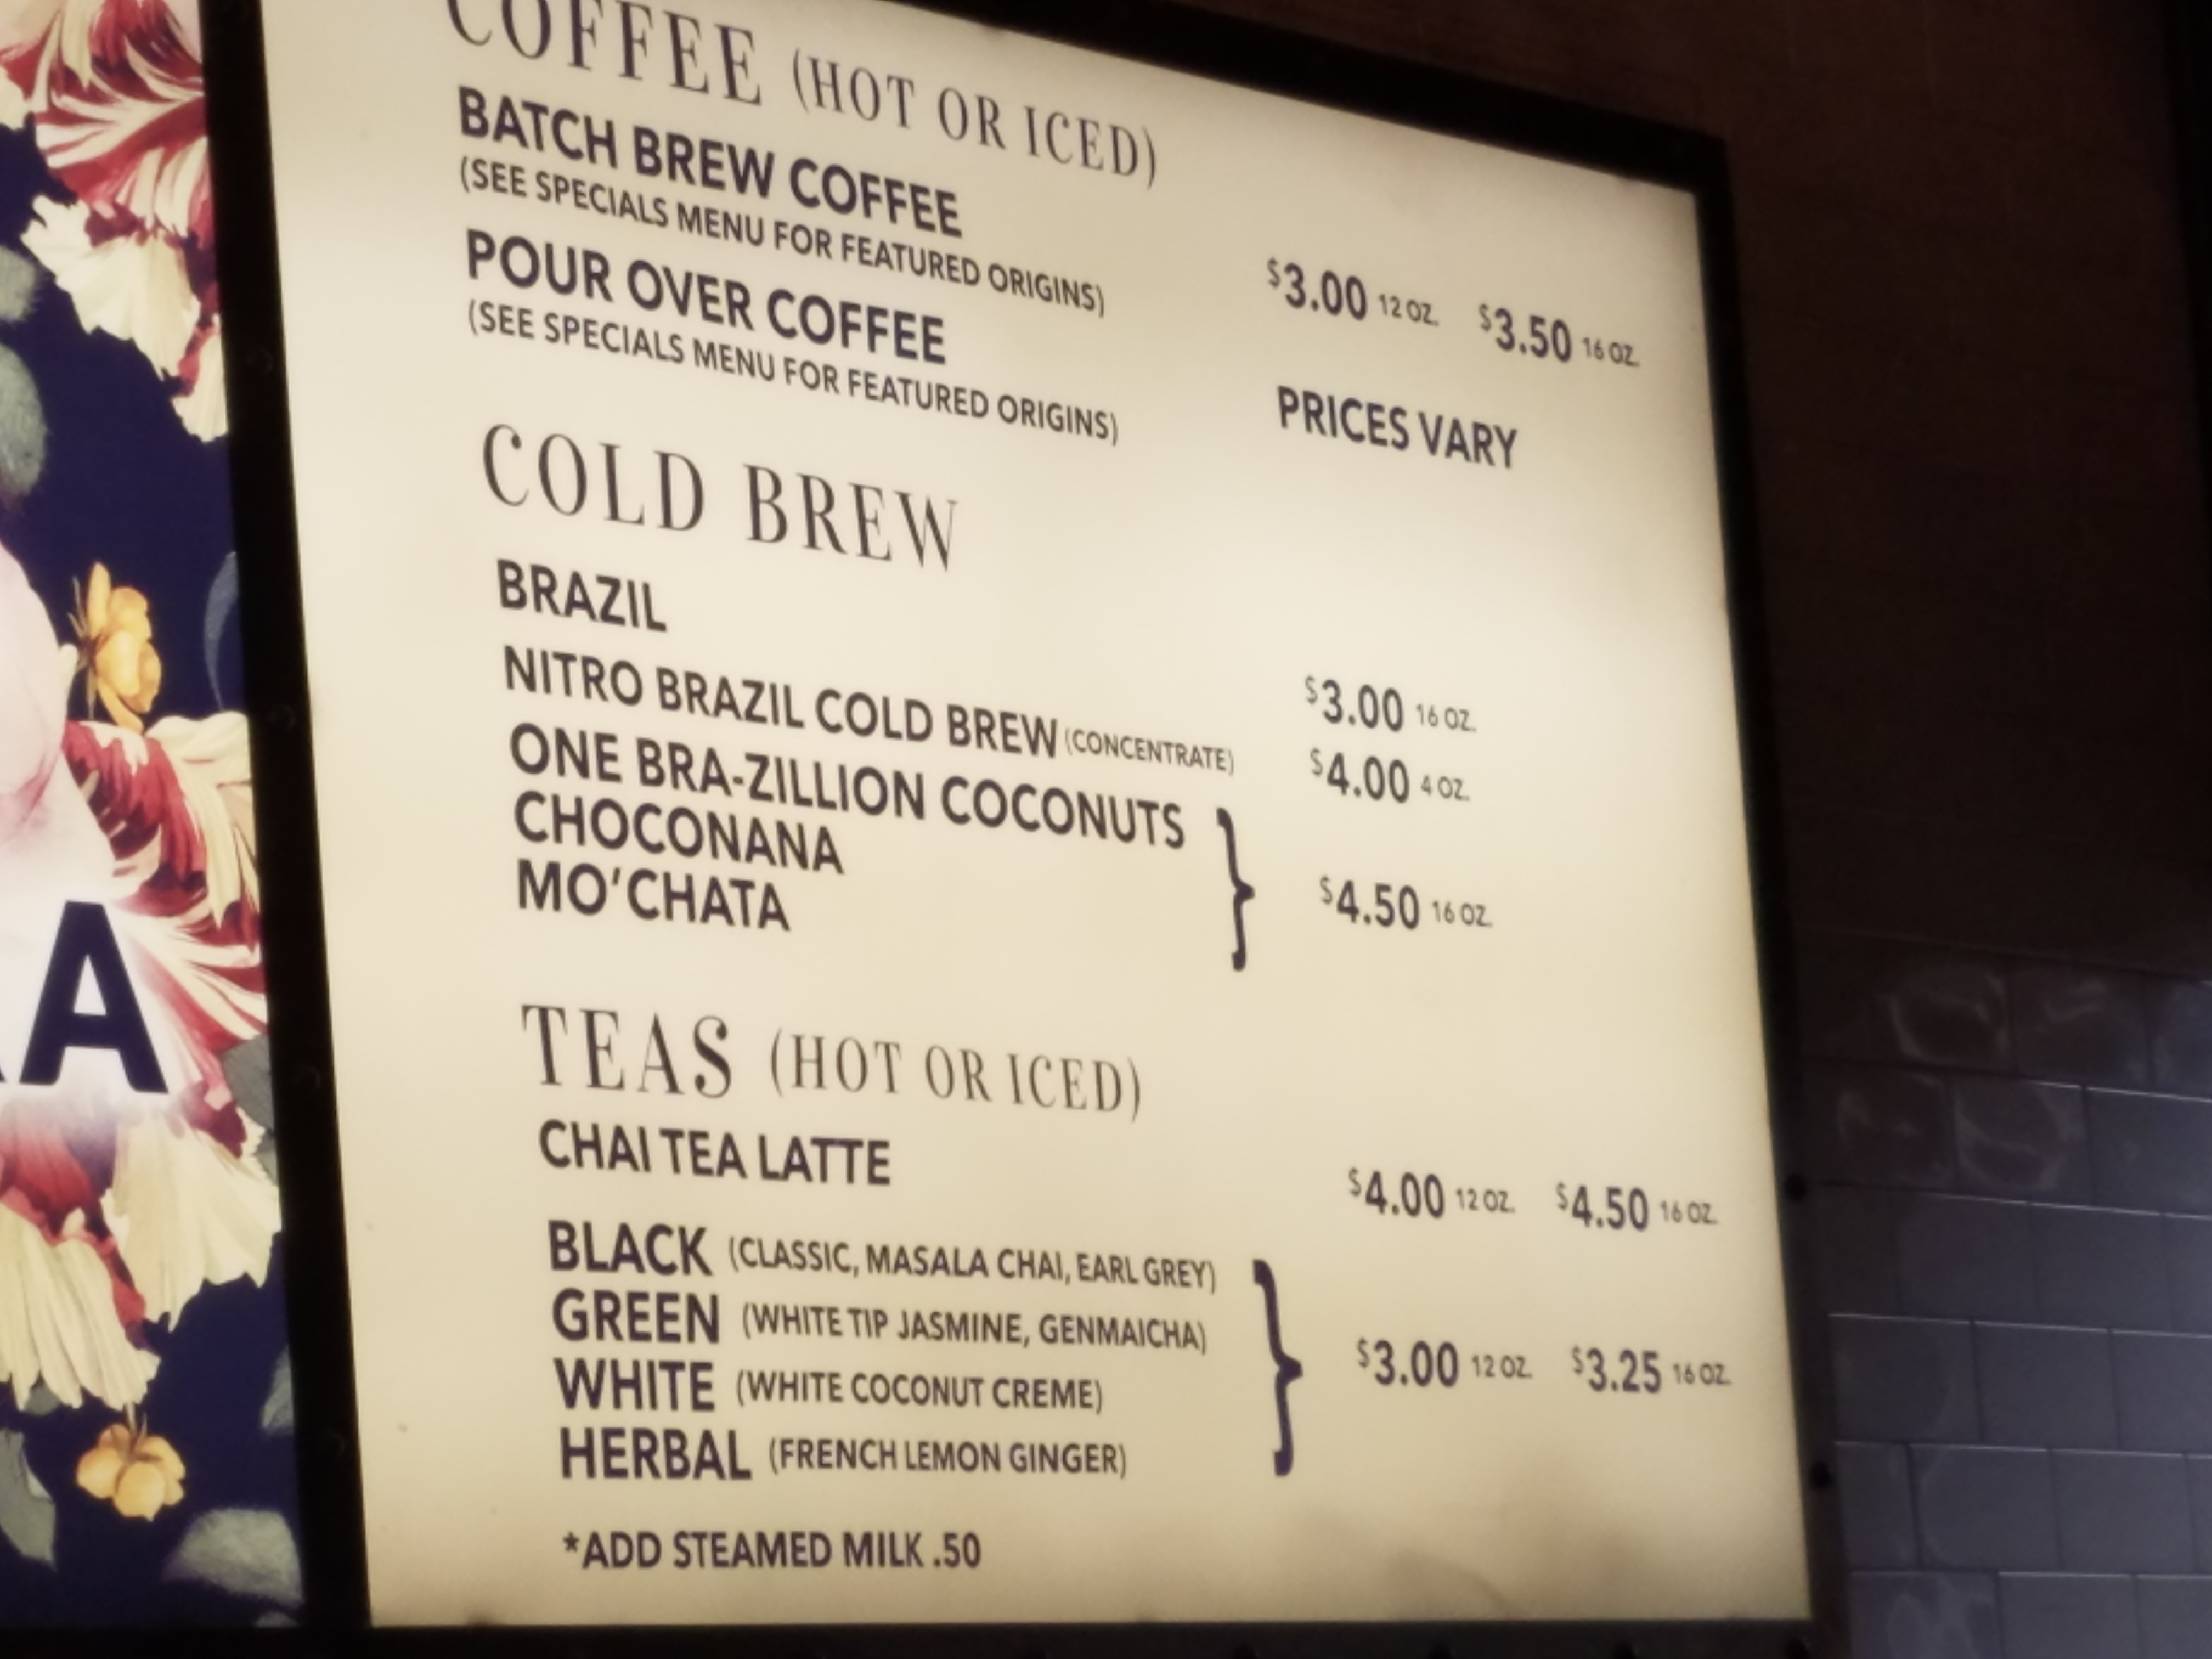 COFFEE (HOT OR ICED)
BATCH BREW COFFEE
(SEE SPECIALS MENU FOR FEATURED ORIGINS)
$3.00 12 OZ. $3.50 16 OZ.
POUR OVER COFFEE
(SEE SPECIALS MENU FOR FEATURED ORIGINS)
PRICES VARY
COLD BREW
BRAZIL $3.00 16 OZ.
NITRO BRAZIL COLD BREW (CONCENTRATE) $4.00 4 OZ.
ONE BRA-ZILLION COCONUTS
CHOCONANA
MO'CHATA
$4.50 16 OZ.
TEAS (HOT OR ICED)
CHAI TEA LATTE $4.00 12 OZ. $4.50 16 OZ.
BLACK (CLASSIC, MASALA CHAI, EARL GREY)
GREEN (WHITE TIP JASMINE, GENMAICHA)
WHITE (WHITE COCONUT CREME)
HERBAL (FRENCH LEMON GINGER)
$3.00 12 OZ. $3.25 16 OZ.
*ADD STEAMED MILK .50